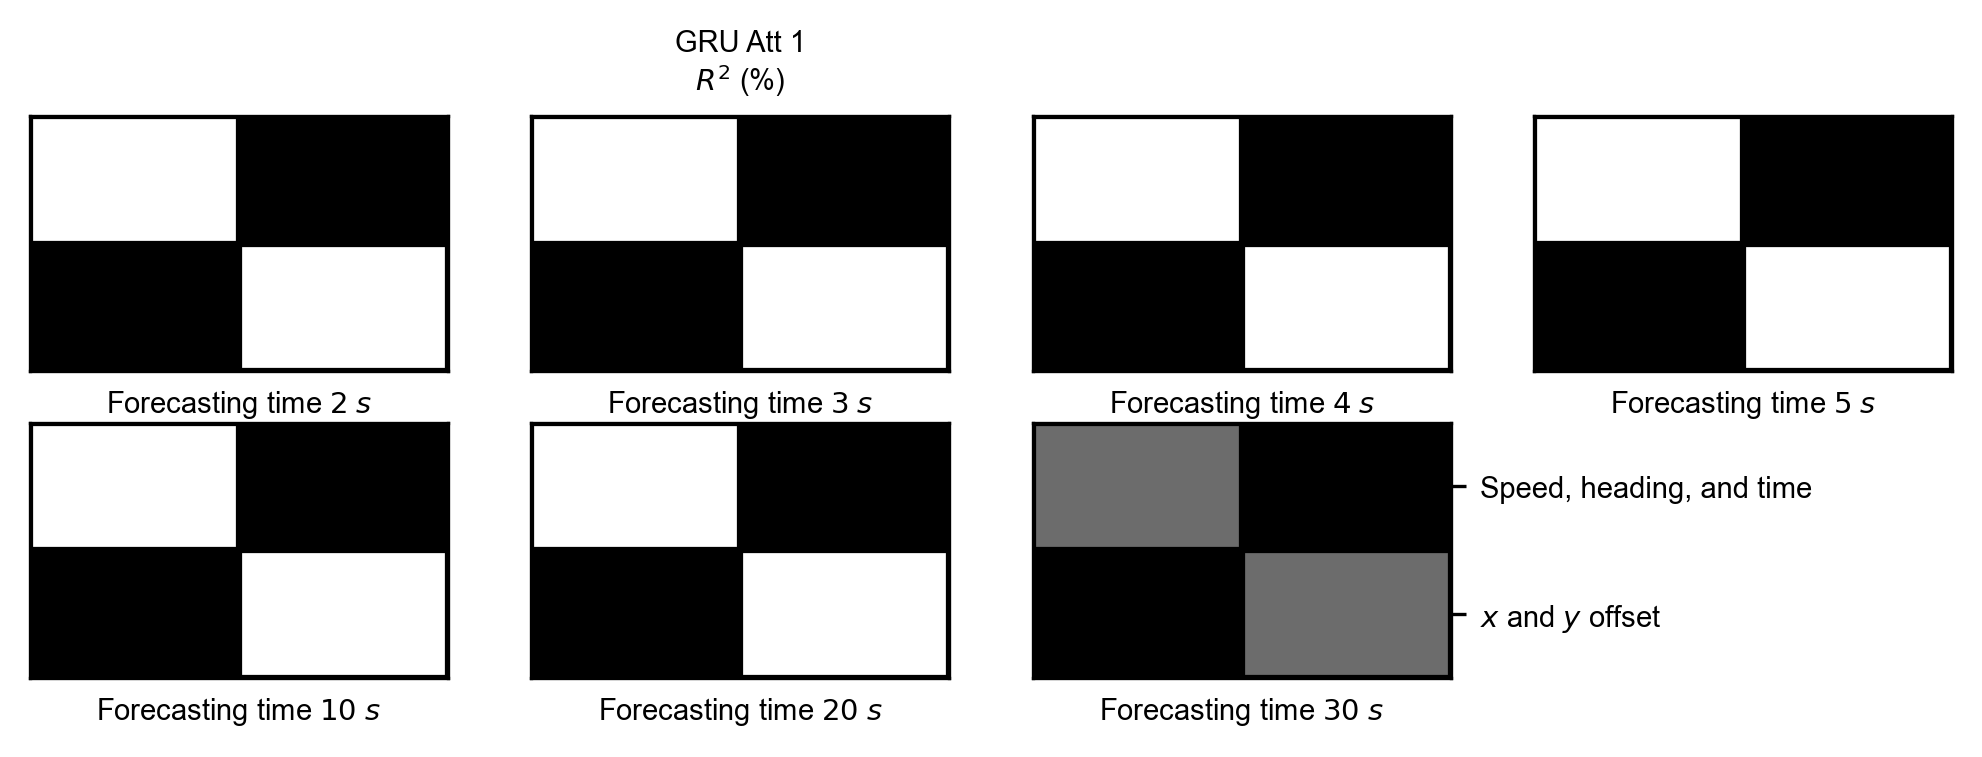 GRU Att 1
R² (%)
Forecasting time 2 s
Forecasting time 3 s
Forecasting time 4 s
Forecasting time 5 s
Speed, heading, and time
x and y offset
Forecasting time 10 s
Forecasting time 20 s
Forecasting time 30 s